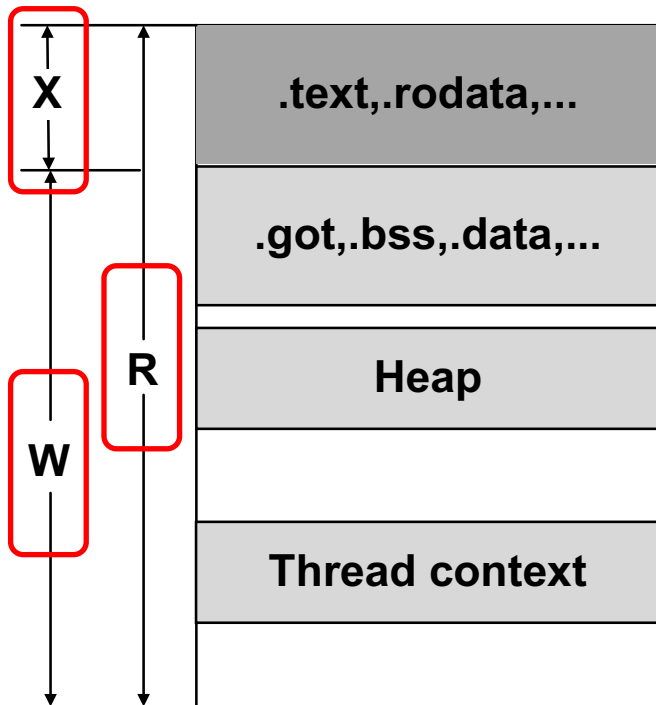 X
.text,.rodata,...
.got,.bss,.data,...
R
Heap
W
Thread context